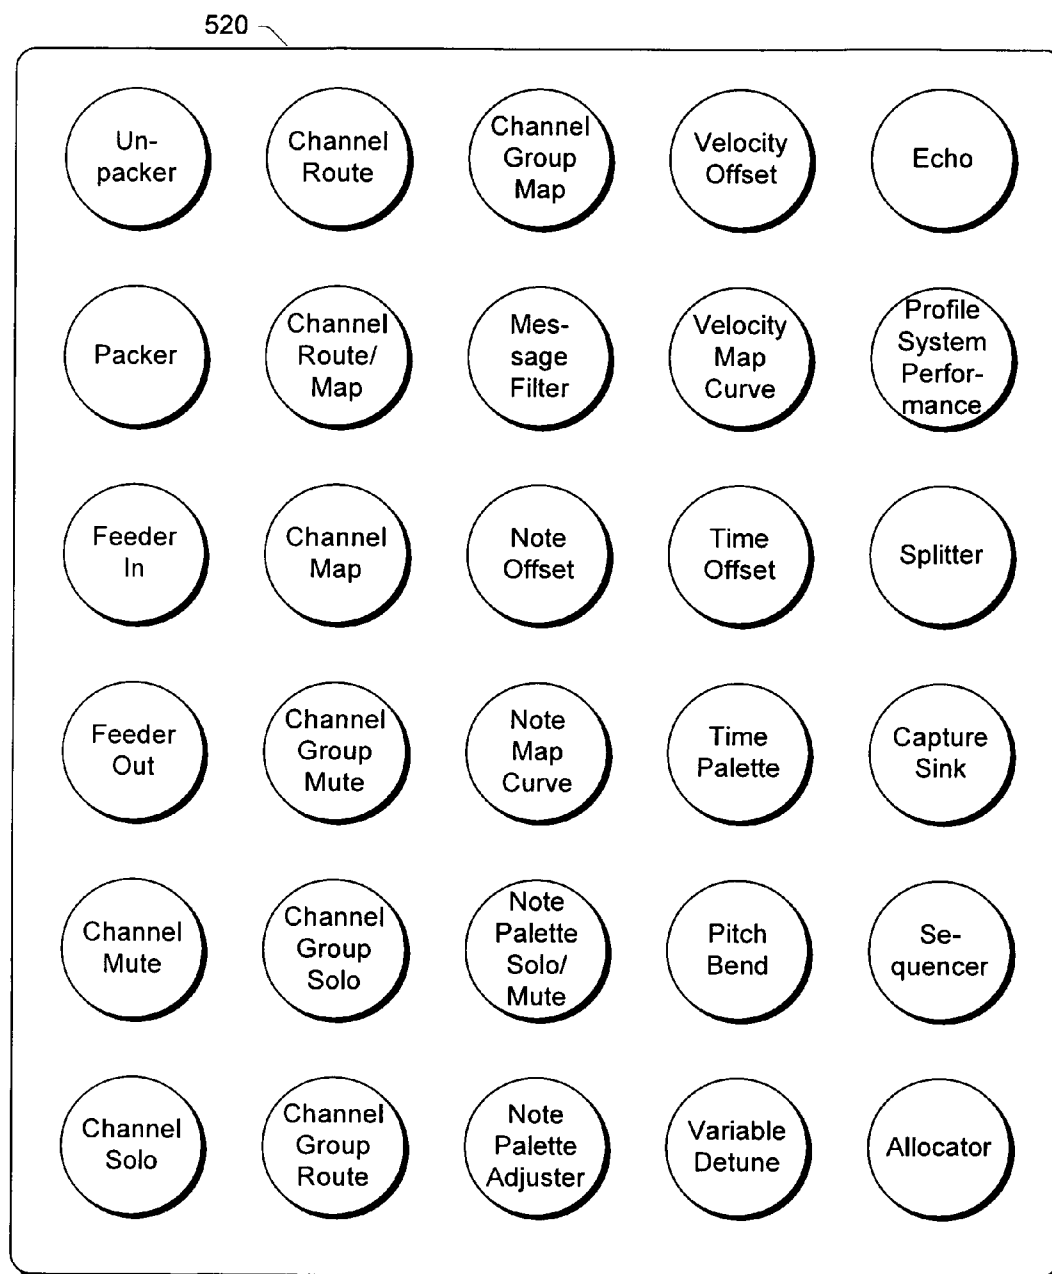 520
Un-
packer
Channel
Route
Channel
Group
Map
Velocity
Offset
Echo
Packer
Channel
Route/
Map
Mes-
sage
Filter
Velocity
Map
Curve
Profile
System
Perfor-
mance
Feeder
In
Channel
Map
Note
Offset
Time
Offset
Splitter
Feeder
Out
Channel
Group
Mute
Note
Map
Curve
Time
Palette
Capture
Sink
Channel
Mute
Channel
Group
Solo
Note
Palette
Solo/
Mute
Pitch
Bend
Se-
quencer
Channel
Solo
Channel
Group
Route
Note
Palette
Adjuster
Variable
Detune
Allocator